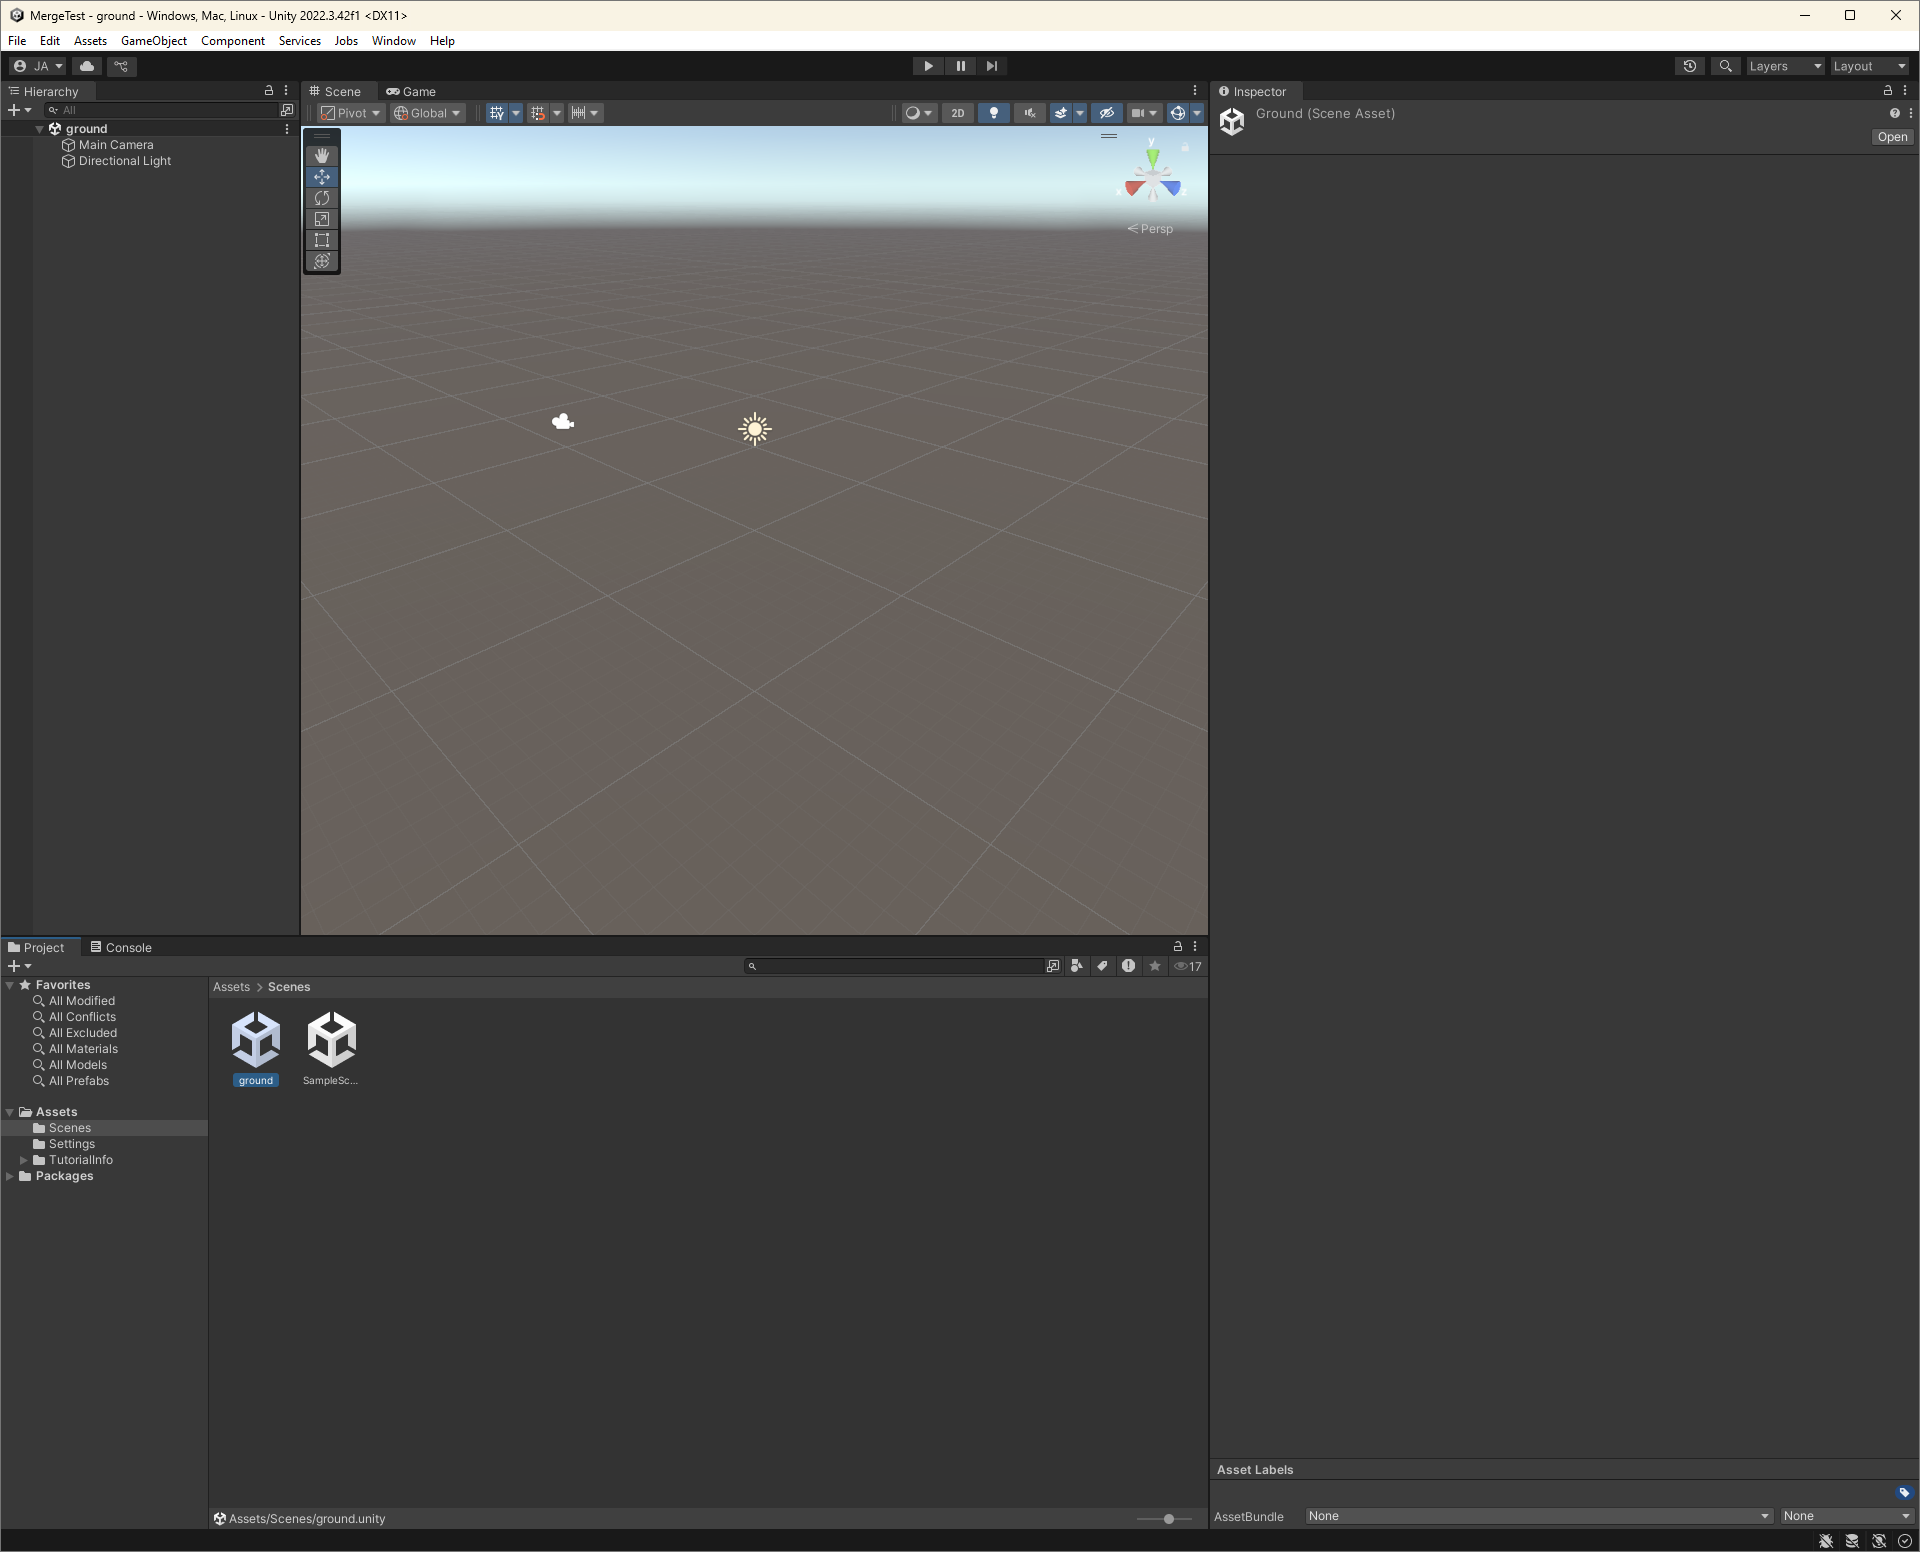 MergeTest - ground - Windows, Mac, Linux - Unity 2022.3.42f1 <DX11>
File Edit Assets GameObject Component Services Jobs Window Help
JA
Layers
Layout
Hierarchy
All
ground
Main Camera
Directional Light
Scene
Game
Pivot
Global
2D
y
x
z
Persp
Inspector
Ground (Scene Asset)
Open
Project
Console
17
Favorites
All Modified
All Conflicts
All Excluded
All Materials
All Models
All Prefabs
Assets
Scenes
Settings
TutorialInfo
Packages
Assets > Scenes
ground
SampleSc...
Assets/Scenes/ground.unity
Asset Labels
AssetBundle
None
None